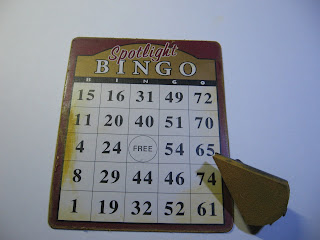 Spotlight
BINGO
B I N G O
15 16 31 49 72
11 20 40 51 70
4 24 FREE 54 65
8 29 44 46 74
1 19 32 52 61